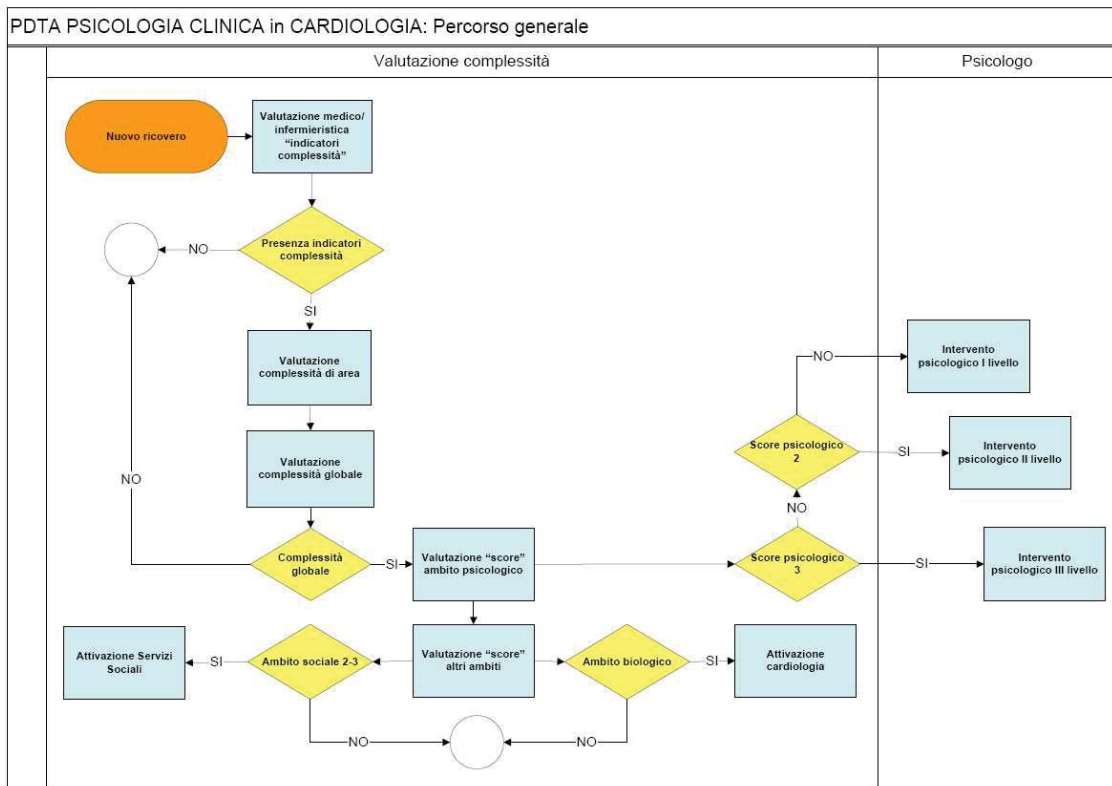 PDTA PSICOLOGIA CLINICA in CARDIOLOGIA: Percorso generale
Valutazione complessità
Psicologo
Nuovo ricovero
Valutazione medico/
infermieristica
“indicatori
complessità”
Presenza indicatori
complessità
NO
SI
Valutazione
complessità di area
Valutazione
complessità globale
NO
Complessità
globale
SI
Valutazione “score”
ambito psicologico
Score psicologico
3
NO
SI
Score psicologico
2
NO
SI
Intervento
psicologico I livello
Intervento
psicologico II livello
Intervento
psicologico III livello
Attivazione Servizi
Sociali
SI
Ambito sociale 2-3
Valutazione “score”
altri ambiti
Ambito biologico
SI
Attivazione
cardiologia
NO
NO